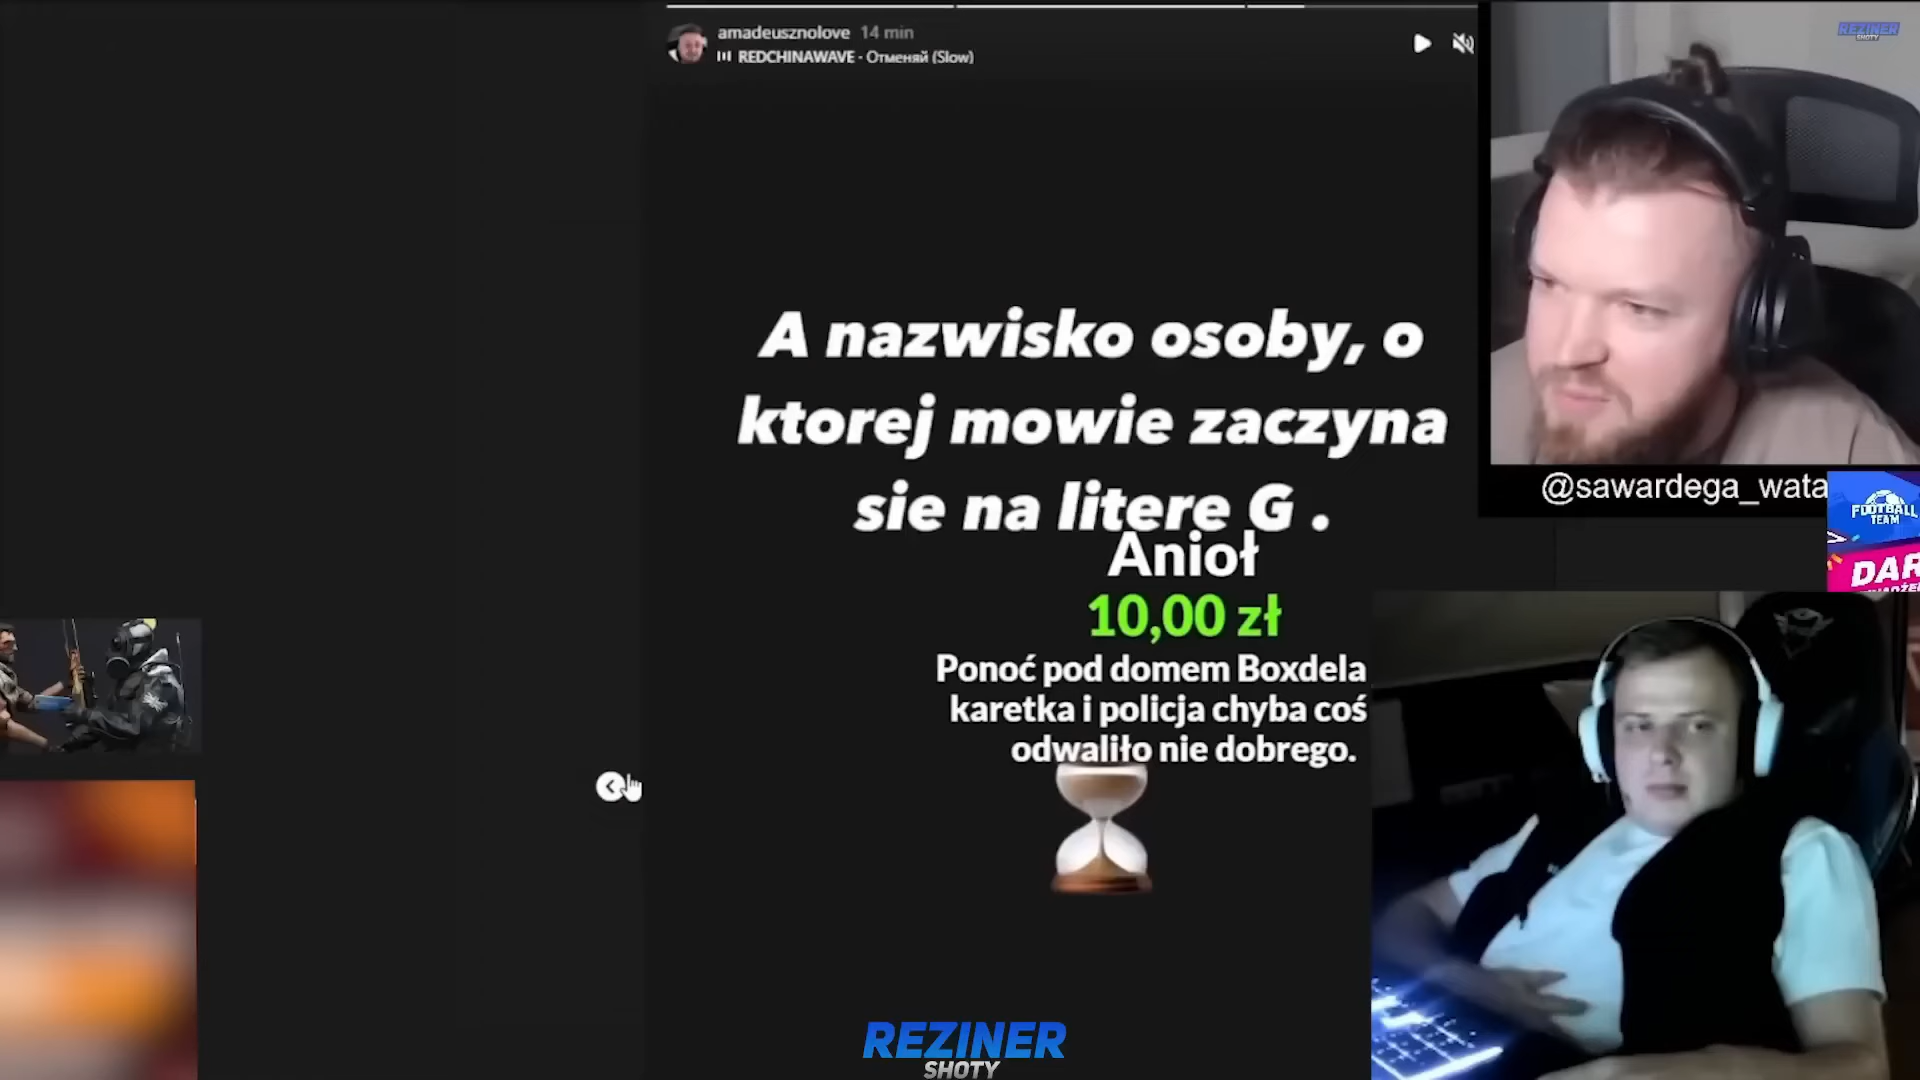 amadeusznolove 14 min
REDCHINAWAVE - Отменяй (Slow)
REZINER
SHOTY
A nazwisko osoby, o
ktorej mowie zaczyna
sie na litere G .
Anioł
10,00 zł
Ponoć pod domem Boxdela
karetka i policja chyba coś
odwaliło nie dobrego.
@sawardega_wata
FOOTBALL
TEAM
DAR
REZINER
SHOTY